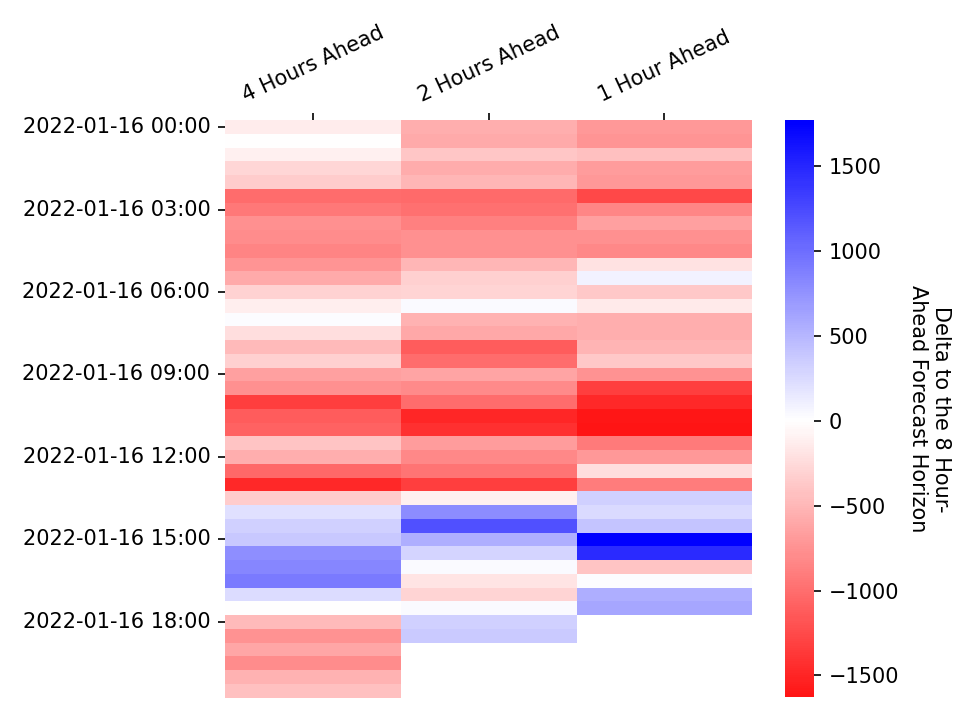 4 Hours Ahead
2 Hours Ahead
1 Hour Ahead
2022-01-16 00:00
2022-01-16 03:00
2022-01-16 06:00
2022-01-16 09:00
2022-01-16 12:00
2022-01-16 15:00
2022-01-16 18:00
1500
1000
500
0
−500
−1000
−1500
Delta to the 8 Hour-
Ahead Forecast Horizon